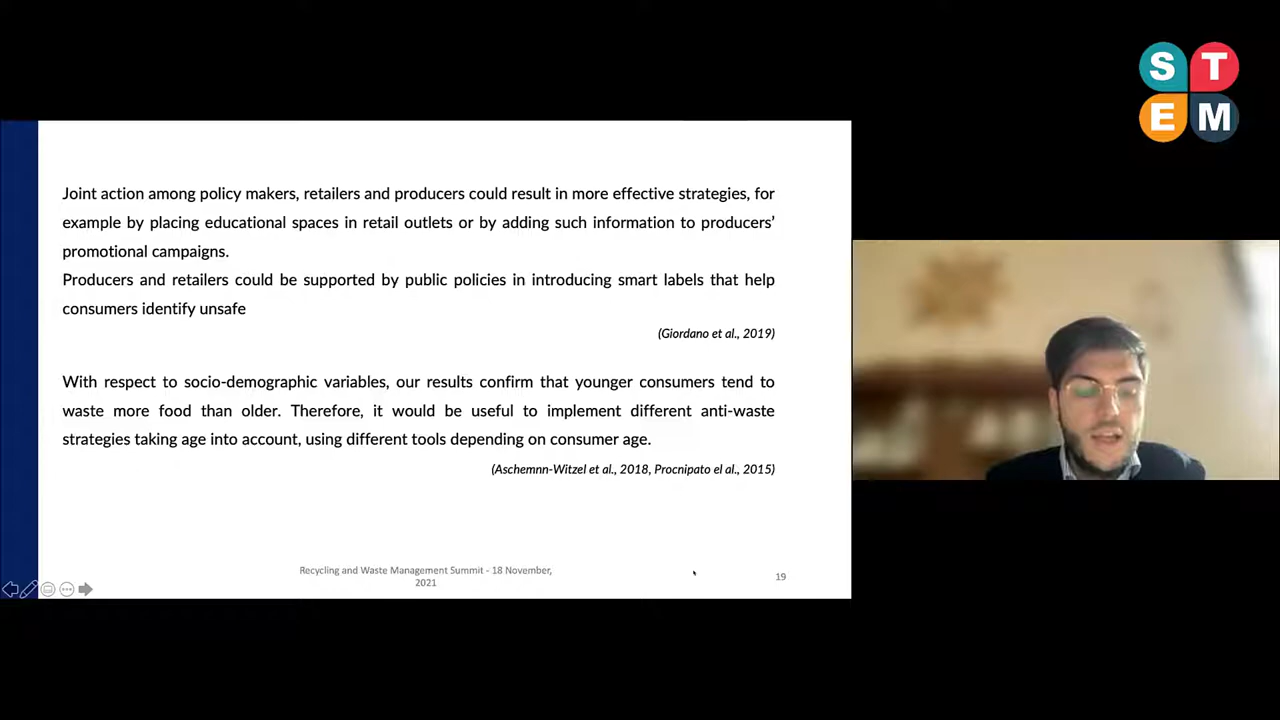 S T
E M
Joint action among policy makers, retailers and producers could result in more effective strategies, for
example by placing educational spaces in retail outlets or by adding such information to producers’
promotional campaigns.
Producers and retailers could be supported by public policies in introducing smart labels that help
consumers identify unsafe
(Giordano et al., 2019)
With respect to socio-demographic variables, our results confirm that younger consumers tend to
waste more food than older. Therefore, it would be useful to implement different anti-waste
strategies taking age into account, using different tools depending on consumer age.
(Aschemnn-Witzel et al., 2018, Procnipato el al., 2015)
Recycling and Waste Management Summit - 18 November,
2021
19